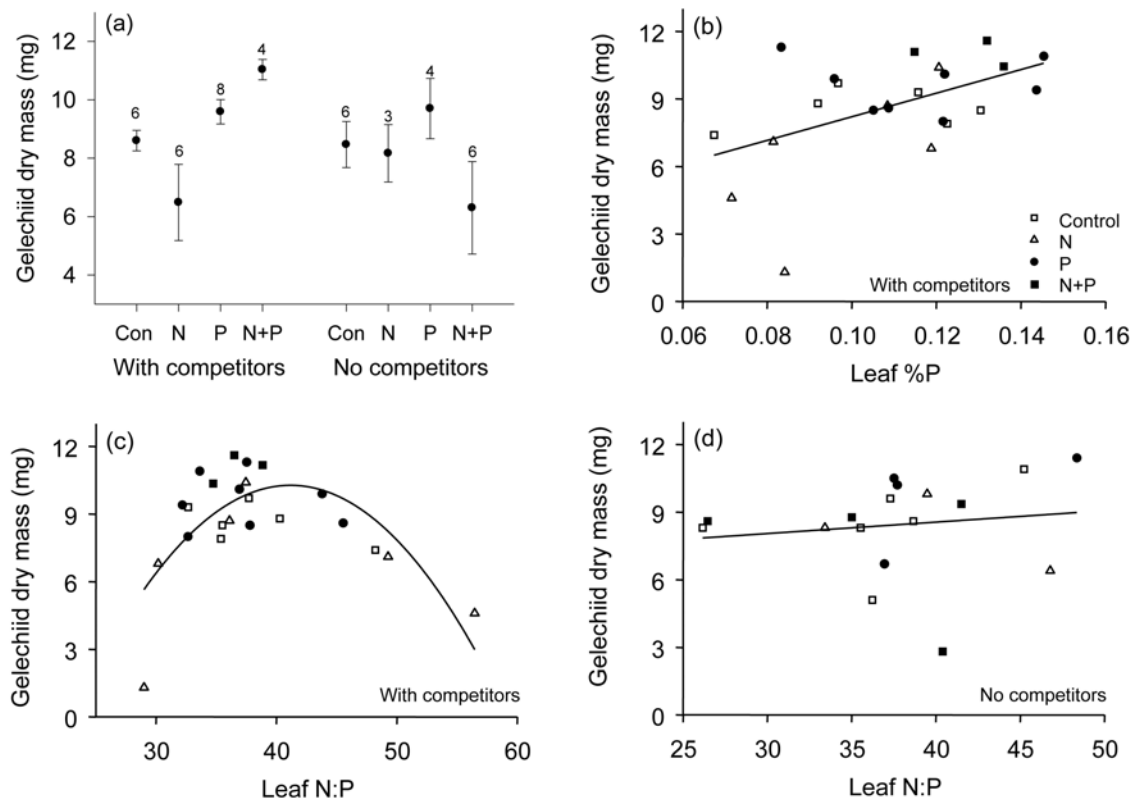 (a)
Gelechiid dry mass (mg)
12
10
8
6
4
6
6
8
4
6
3
4
6
Con N P N+P Con N P N+P
With competitors No competitors
(b)
Gelechiid dry mass (mg)
12
9
6
3
0
Control
N
P
N+P
With competitors
0.06 0.08 0.10 0.12 0.14 0.16
Leaf %P
(c)
Gelechiid dry mass (mg)
12
9
6
3
0
With competitors
30 40 50 60
Leaf N:P
(d)
Gelechiid dry mass (mg)
12
9
6
3
0
No competitors
25 30 35 40 45 50
Leaf N:P